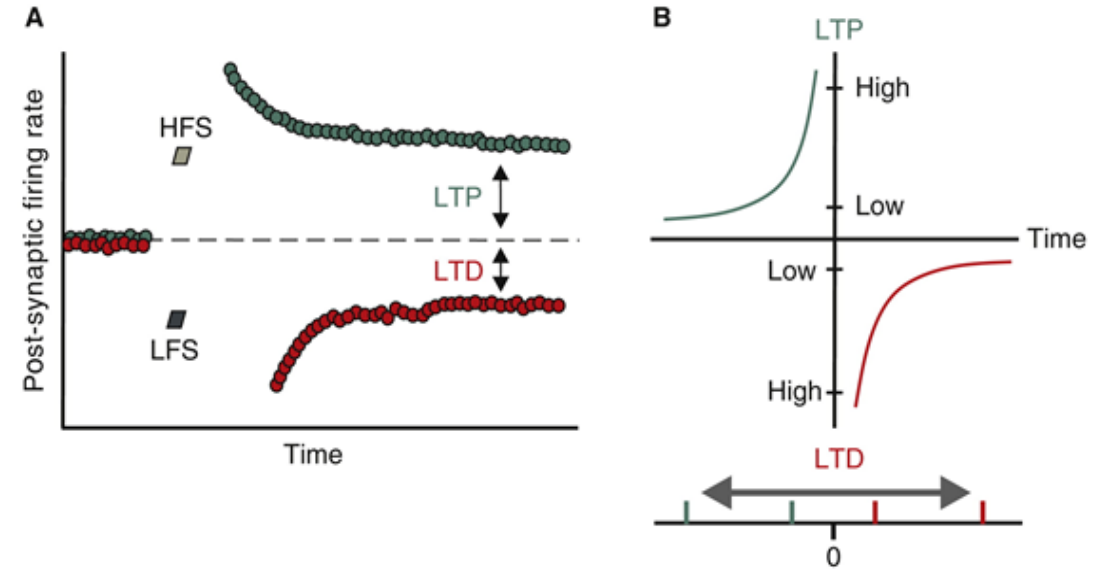 A
Post-synaptic firing rate
HFS
LTP
LTD
LFS
Time
B
LTP
High
Low
Time
Low
High
LTD
0